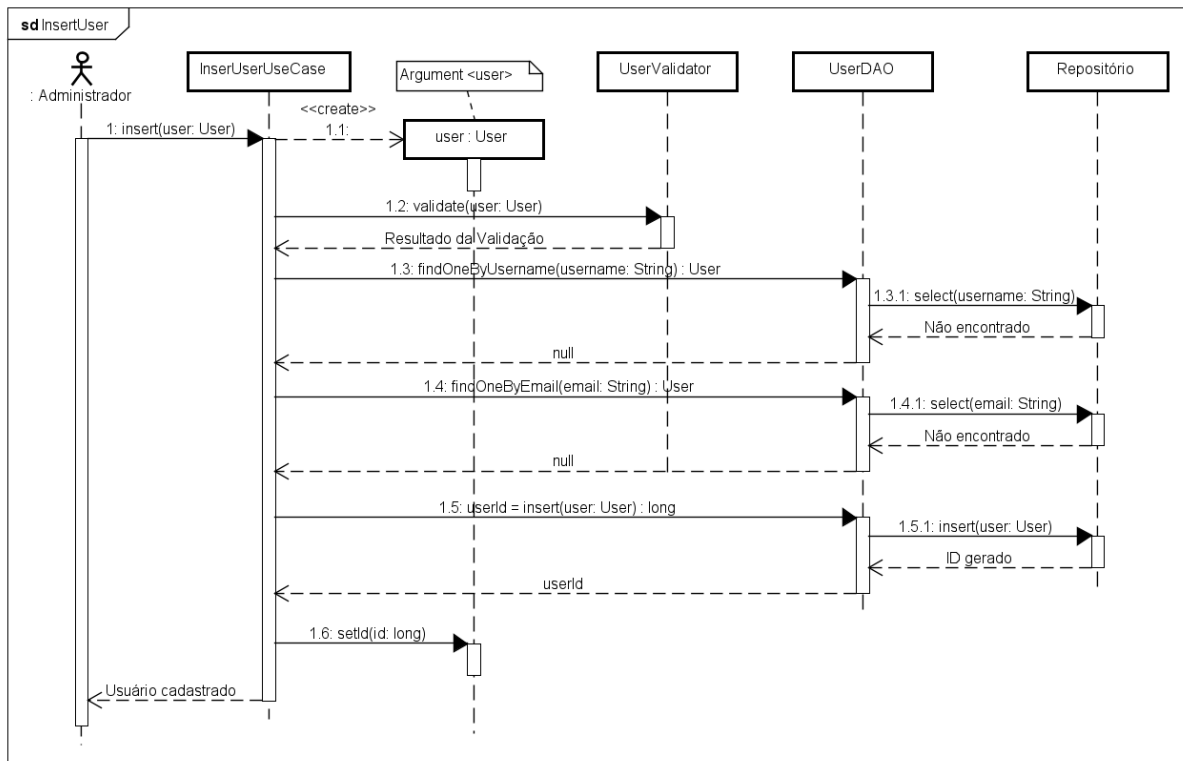 sd InsertUser
InserUserUseCase
Argument <user>
UserValidator
UserDAO
Repositório
: Administrador
<<create>>
1: insert(user: User)
1.1:
user : User
1.2: validate(user: User)
Resultado da Validação
1.3: findOneByUsername(username: String) : User
1.3.1: select(username: String)
Não encontrado
null
1.4: findOneByEmail(email: String) : User
1.4.1: select(email: String)
Não encontrado
null
1.5: userId = insert(user: User) : long
1.5.1: insert(user: User)
ID gerado
userId
1.6: setId(id: long)
Usuário cadastrado